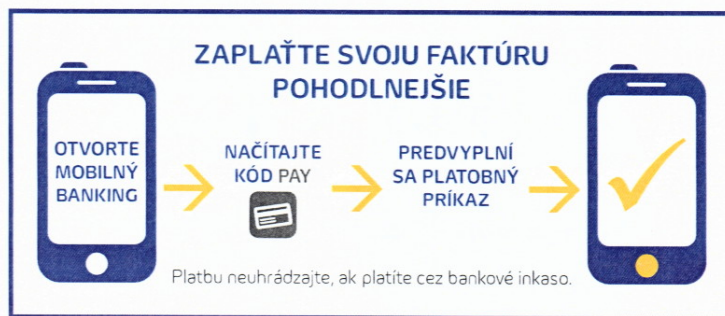 ZAPLAŤTE SVOJU FAKTÚRU
POHODLNEJŠIE
OTVORTE
MOBILNÝ
BANKING
NAČÍTAJTE
KÓD PAY
PREDVYPLNÍ
SA PLATOBNÝ
PRÍKAZ
Platbu neuhrádzajte, ak platíte cez bankové inkaso.